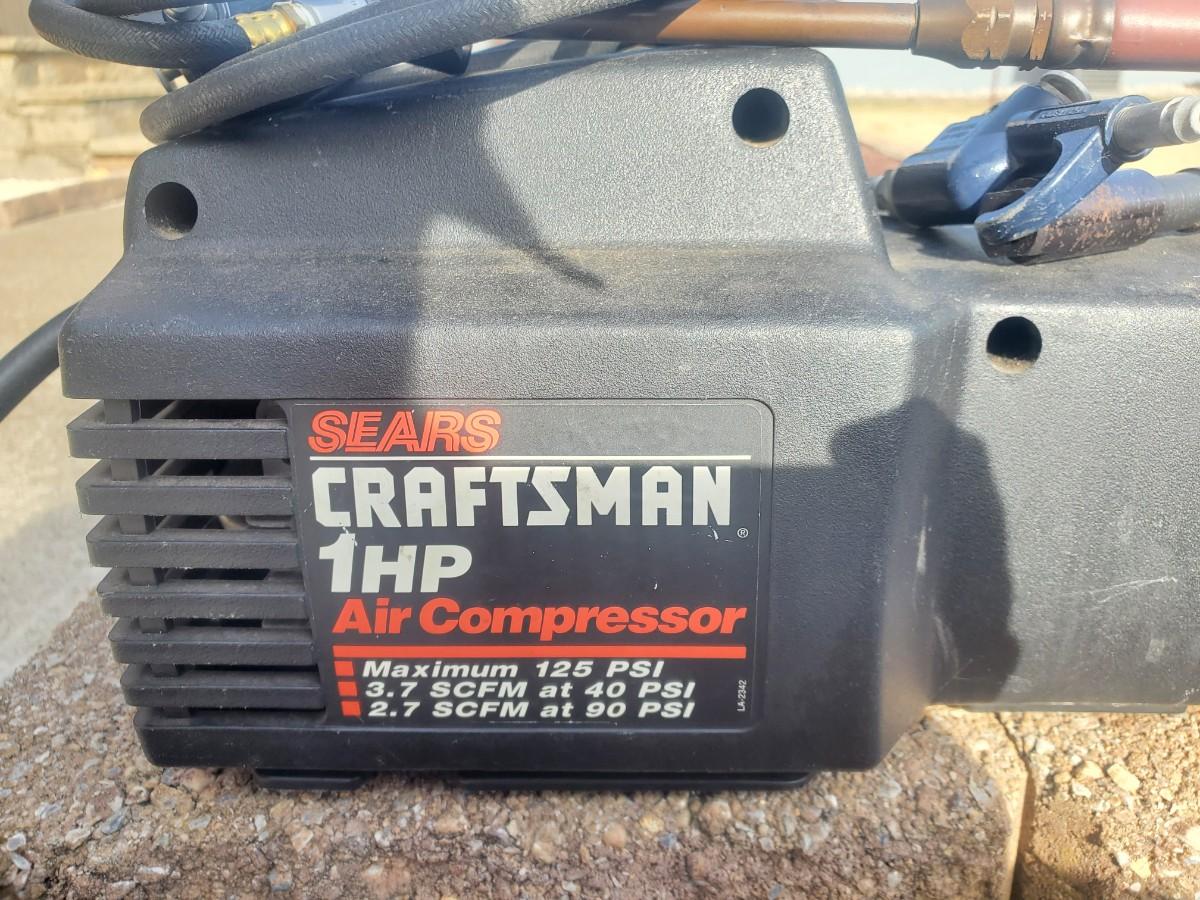 SEARS
CRAFTSMAN®
1HP
Air Compressor
Maximum 125 PSI
3.7 SCFM at 40 PSI
2.7 SCFM at 90 PSI
LA-2342